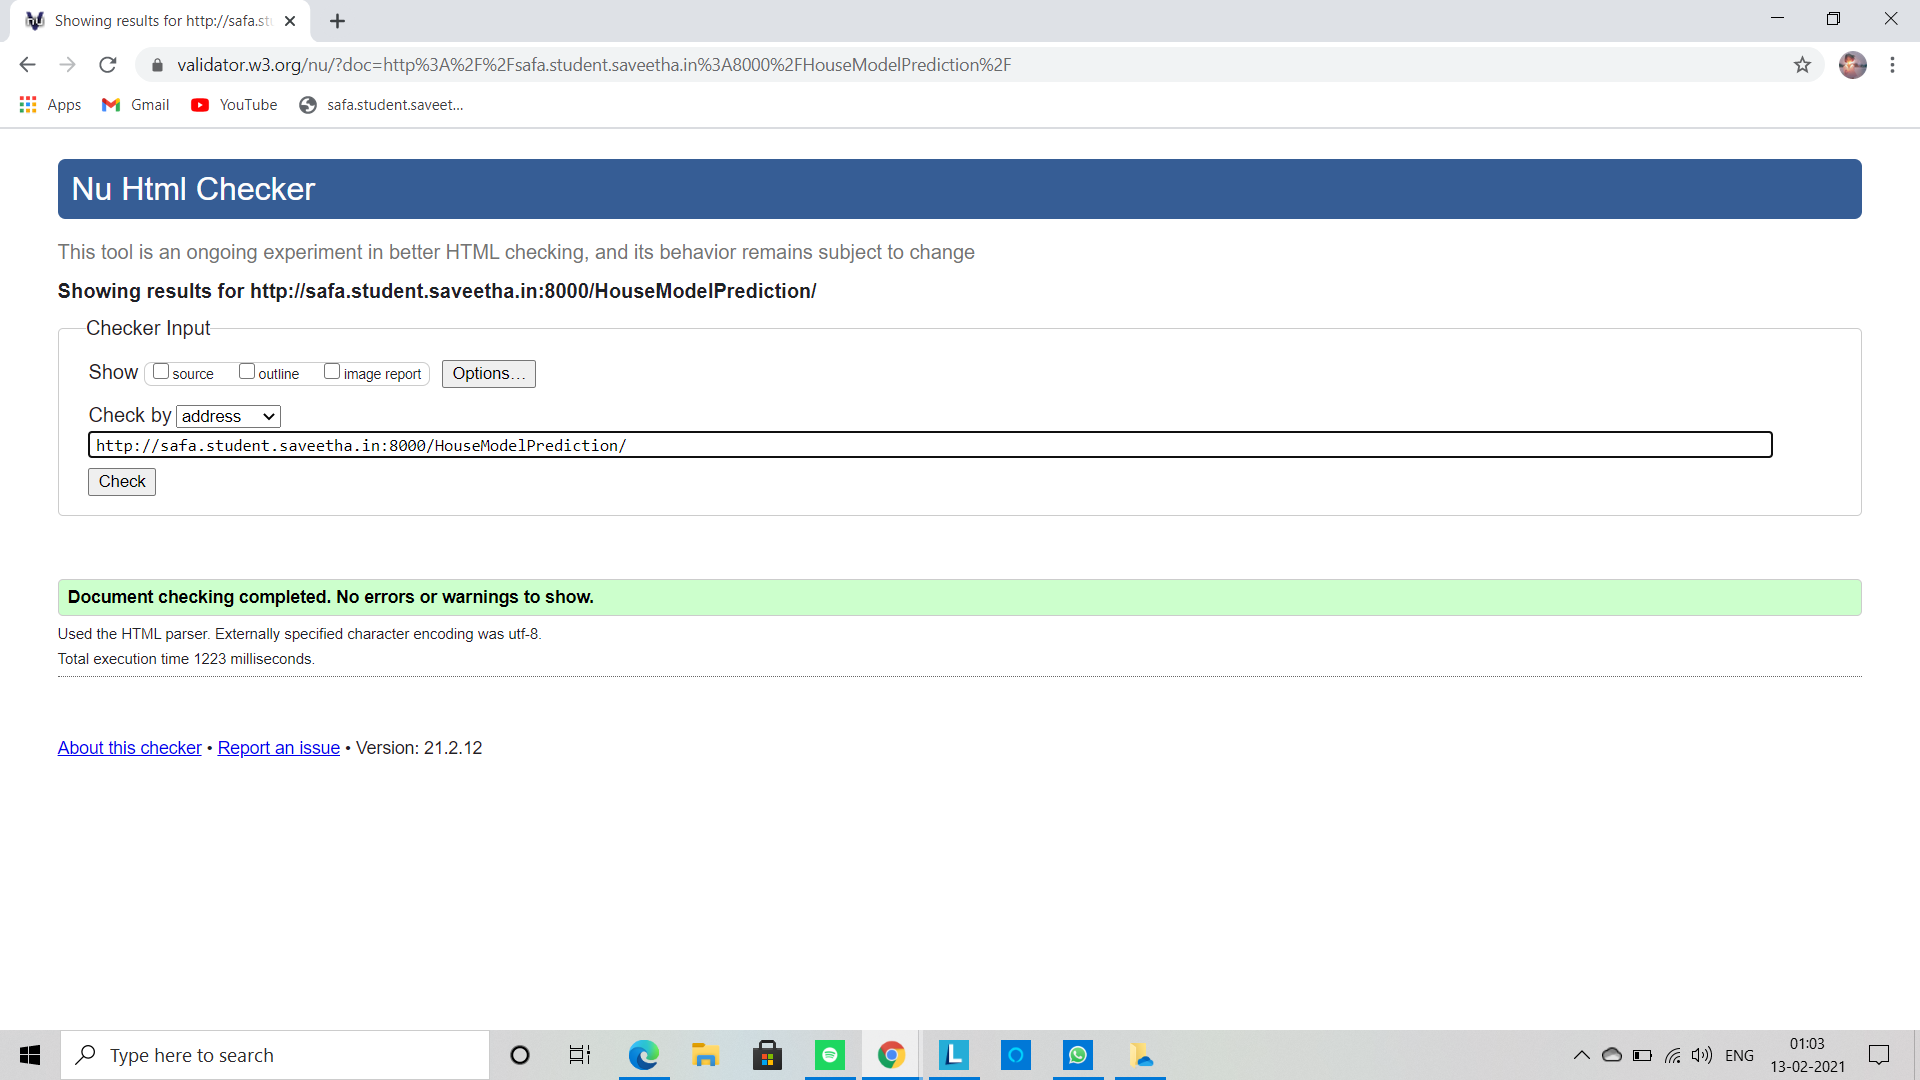 Showing results for http://safa.st
validator.w3.org/nu/?doc=http%3A%2F%2Fsafa.student.saveetha.in%3A8000%2FHouseModelPrediction%2F
Apps Gmail YouTube safa.student.saveet...
Nu Html Checker
This tool is an ongoing experiment in better HTML checking, and its behavior remains subject to change
Showing results for http://safa.student.saveetha.in:8000/HouseModelPrediction/
Checker Input
Show source outline image report Options...
Check by address
http://safa.student.saveetha.in:8000/HouseModelPrediction/
Check
Document checking completed. No errors or warnings to show.
Used the HTML parser. Externally specified character encoding was utf-8.
Total execution time 1223 milliseconds.
About this checker • Report an issue • Version: 21.2.12
Type here to search
ENG
01:03
13-02-2021